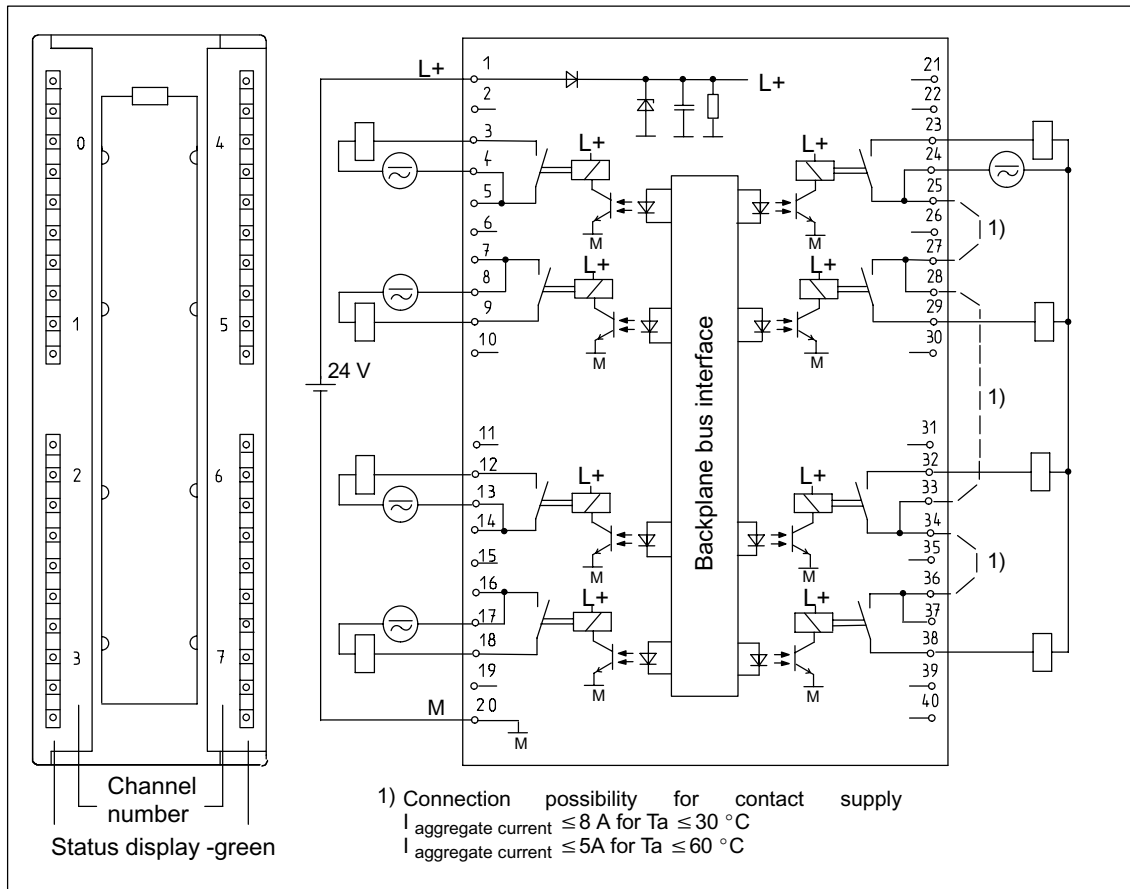 0
1
2
3
4
5
6
7
Channel
number
Status display -green
L+
24 V
M
1
2
3
4
5
6
7
8
9
10
11
12
13
14
15
16
17
18
19
20
L+
L+
M
L+
M
L+
M
L+
M
M
Backplane bus interface
L+
M
L+
M
L+
M
L+
M
21
22
23
24
25
26
27
28
29
30
31
32
33
34
35
36
37
38
39
40
1)
1)
1)
1) Connection possibility for contact supply
I aggregate current ≤8 A for Ta ≤30 °C
I aggregate current ≤5A for Ta ≤60 °C